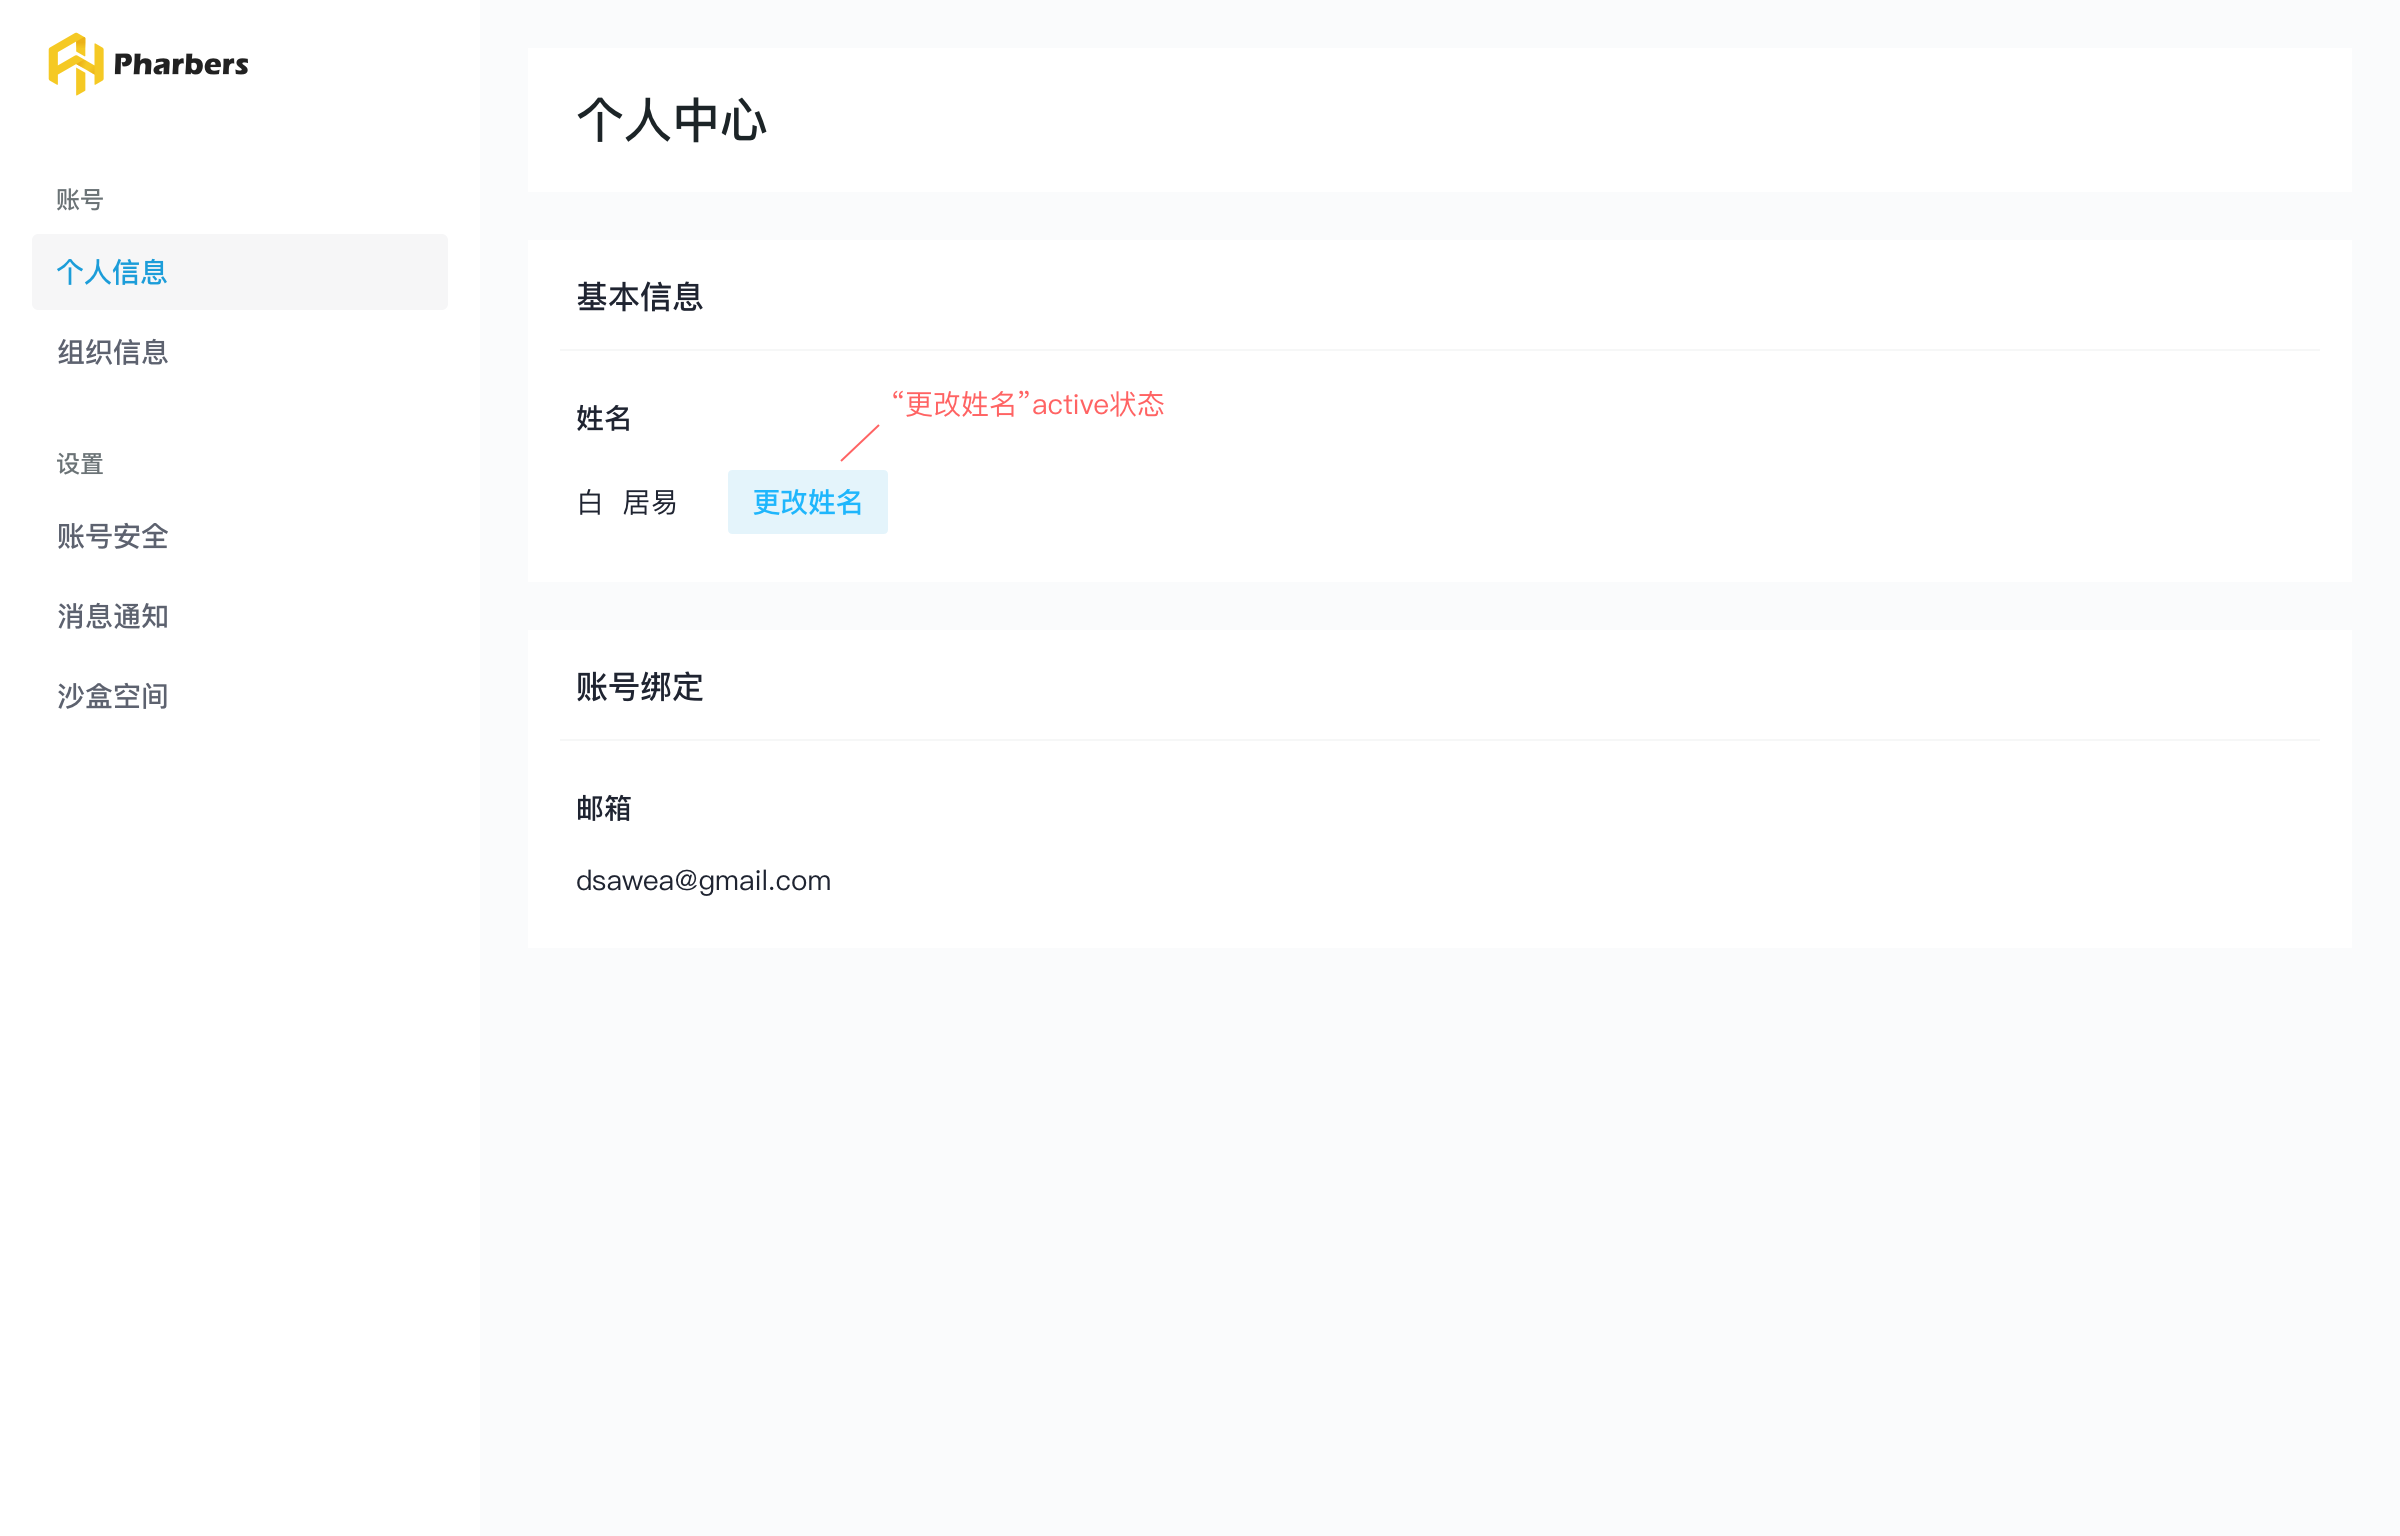 Pharbers
账号
个人信息
组织信息
设置
账号安全
消息通知
沙盒空间
个人中心
基本信息
姓名
“更改姓名”active状态
白 居易
更改姓名
账号绑定
邮箱
dsawea@gmail.com